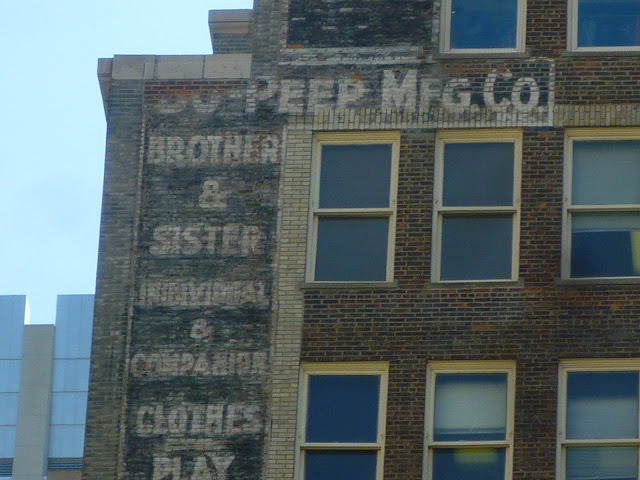 PEEP MFG. CO.
BROTHER
&
SISTER
INDIVIDUAL
&
COMPANION
CLOTHES
PLAY